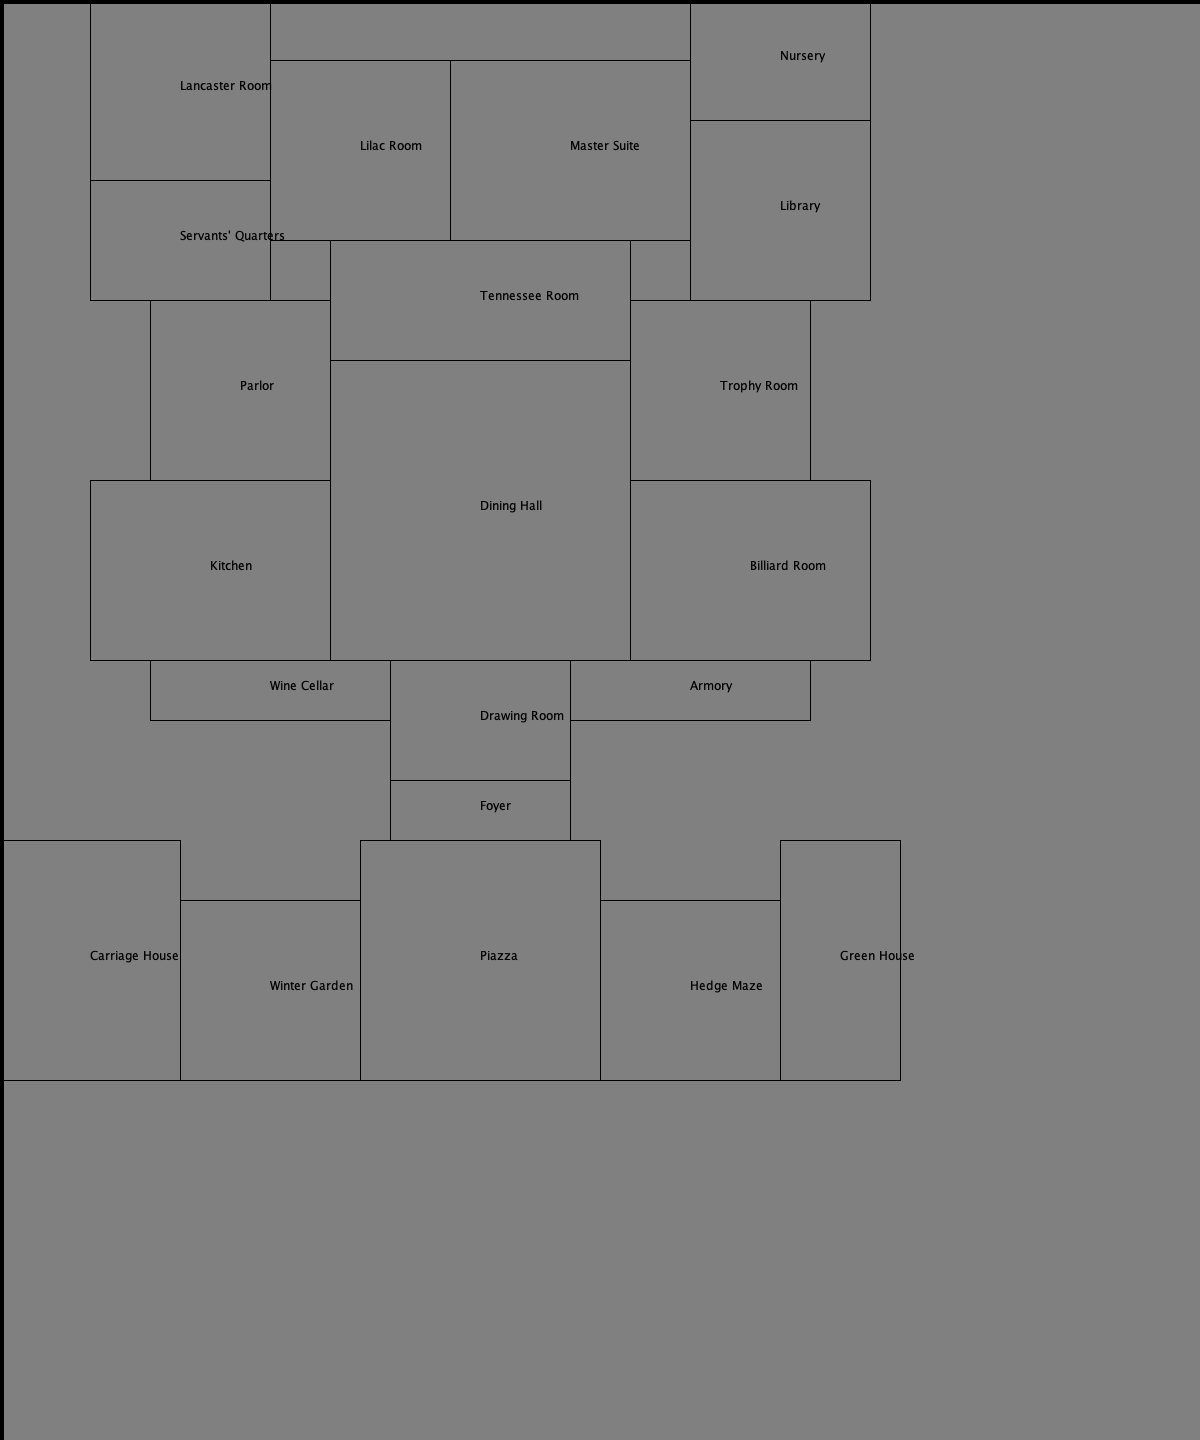 Nursery
Lancaster Room
Lilac Room
Master Suite
Library
Servants' Quarters
Tennessee Room
Parlor
Trophy Room
Dining Hall
Kitchen
Billiard Room
Wine Cellar
Armory
Drawing Room
Foyer
Carriage House
Piazza
Green House
Winter Garden
Hedge Maze